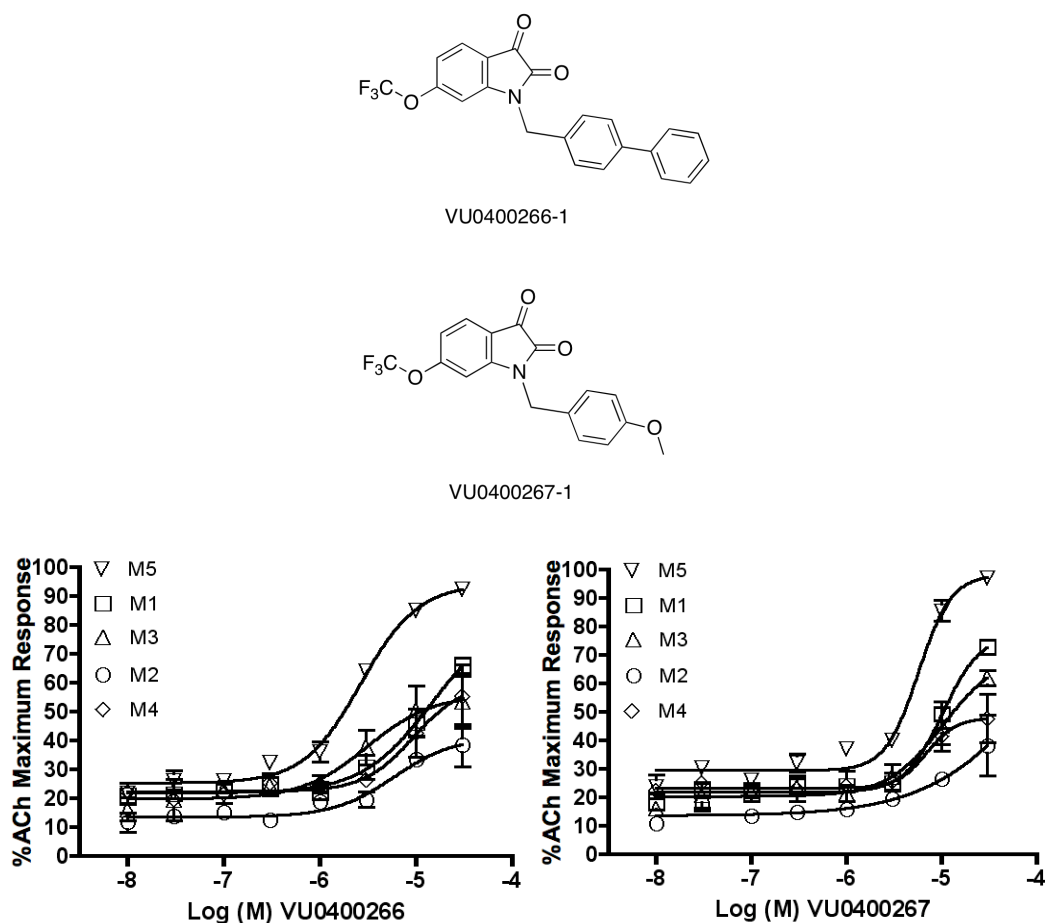 O
O
N
F₃C
O
VU0400266-1
O
O
N
F₃C
O
O
VU0400267-1
%ACh Maximum Response
100
90
80
70
60
50
40
30
20
10
0
M5
M1
M3
M2
M4
-8 -7 -6 -5 -4
Log (M) VU0400266
%ACh Maximum Response
100
90
80
70
60
50
40
30
20
10
0
M5
M1
M3
M2
M4
-8 -7 -6 -5 -4
Log (M) VU0400267